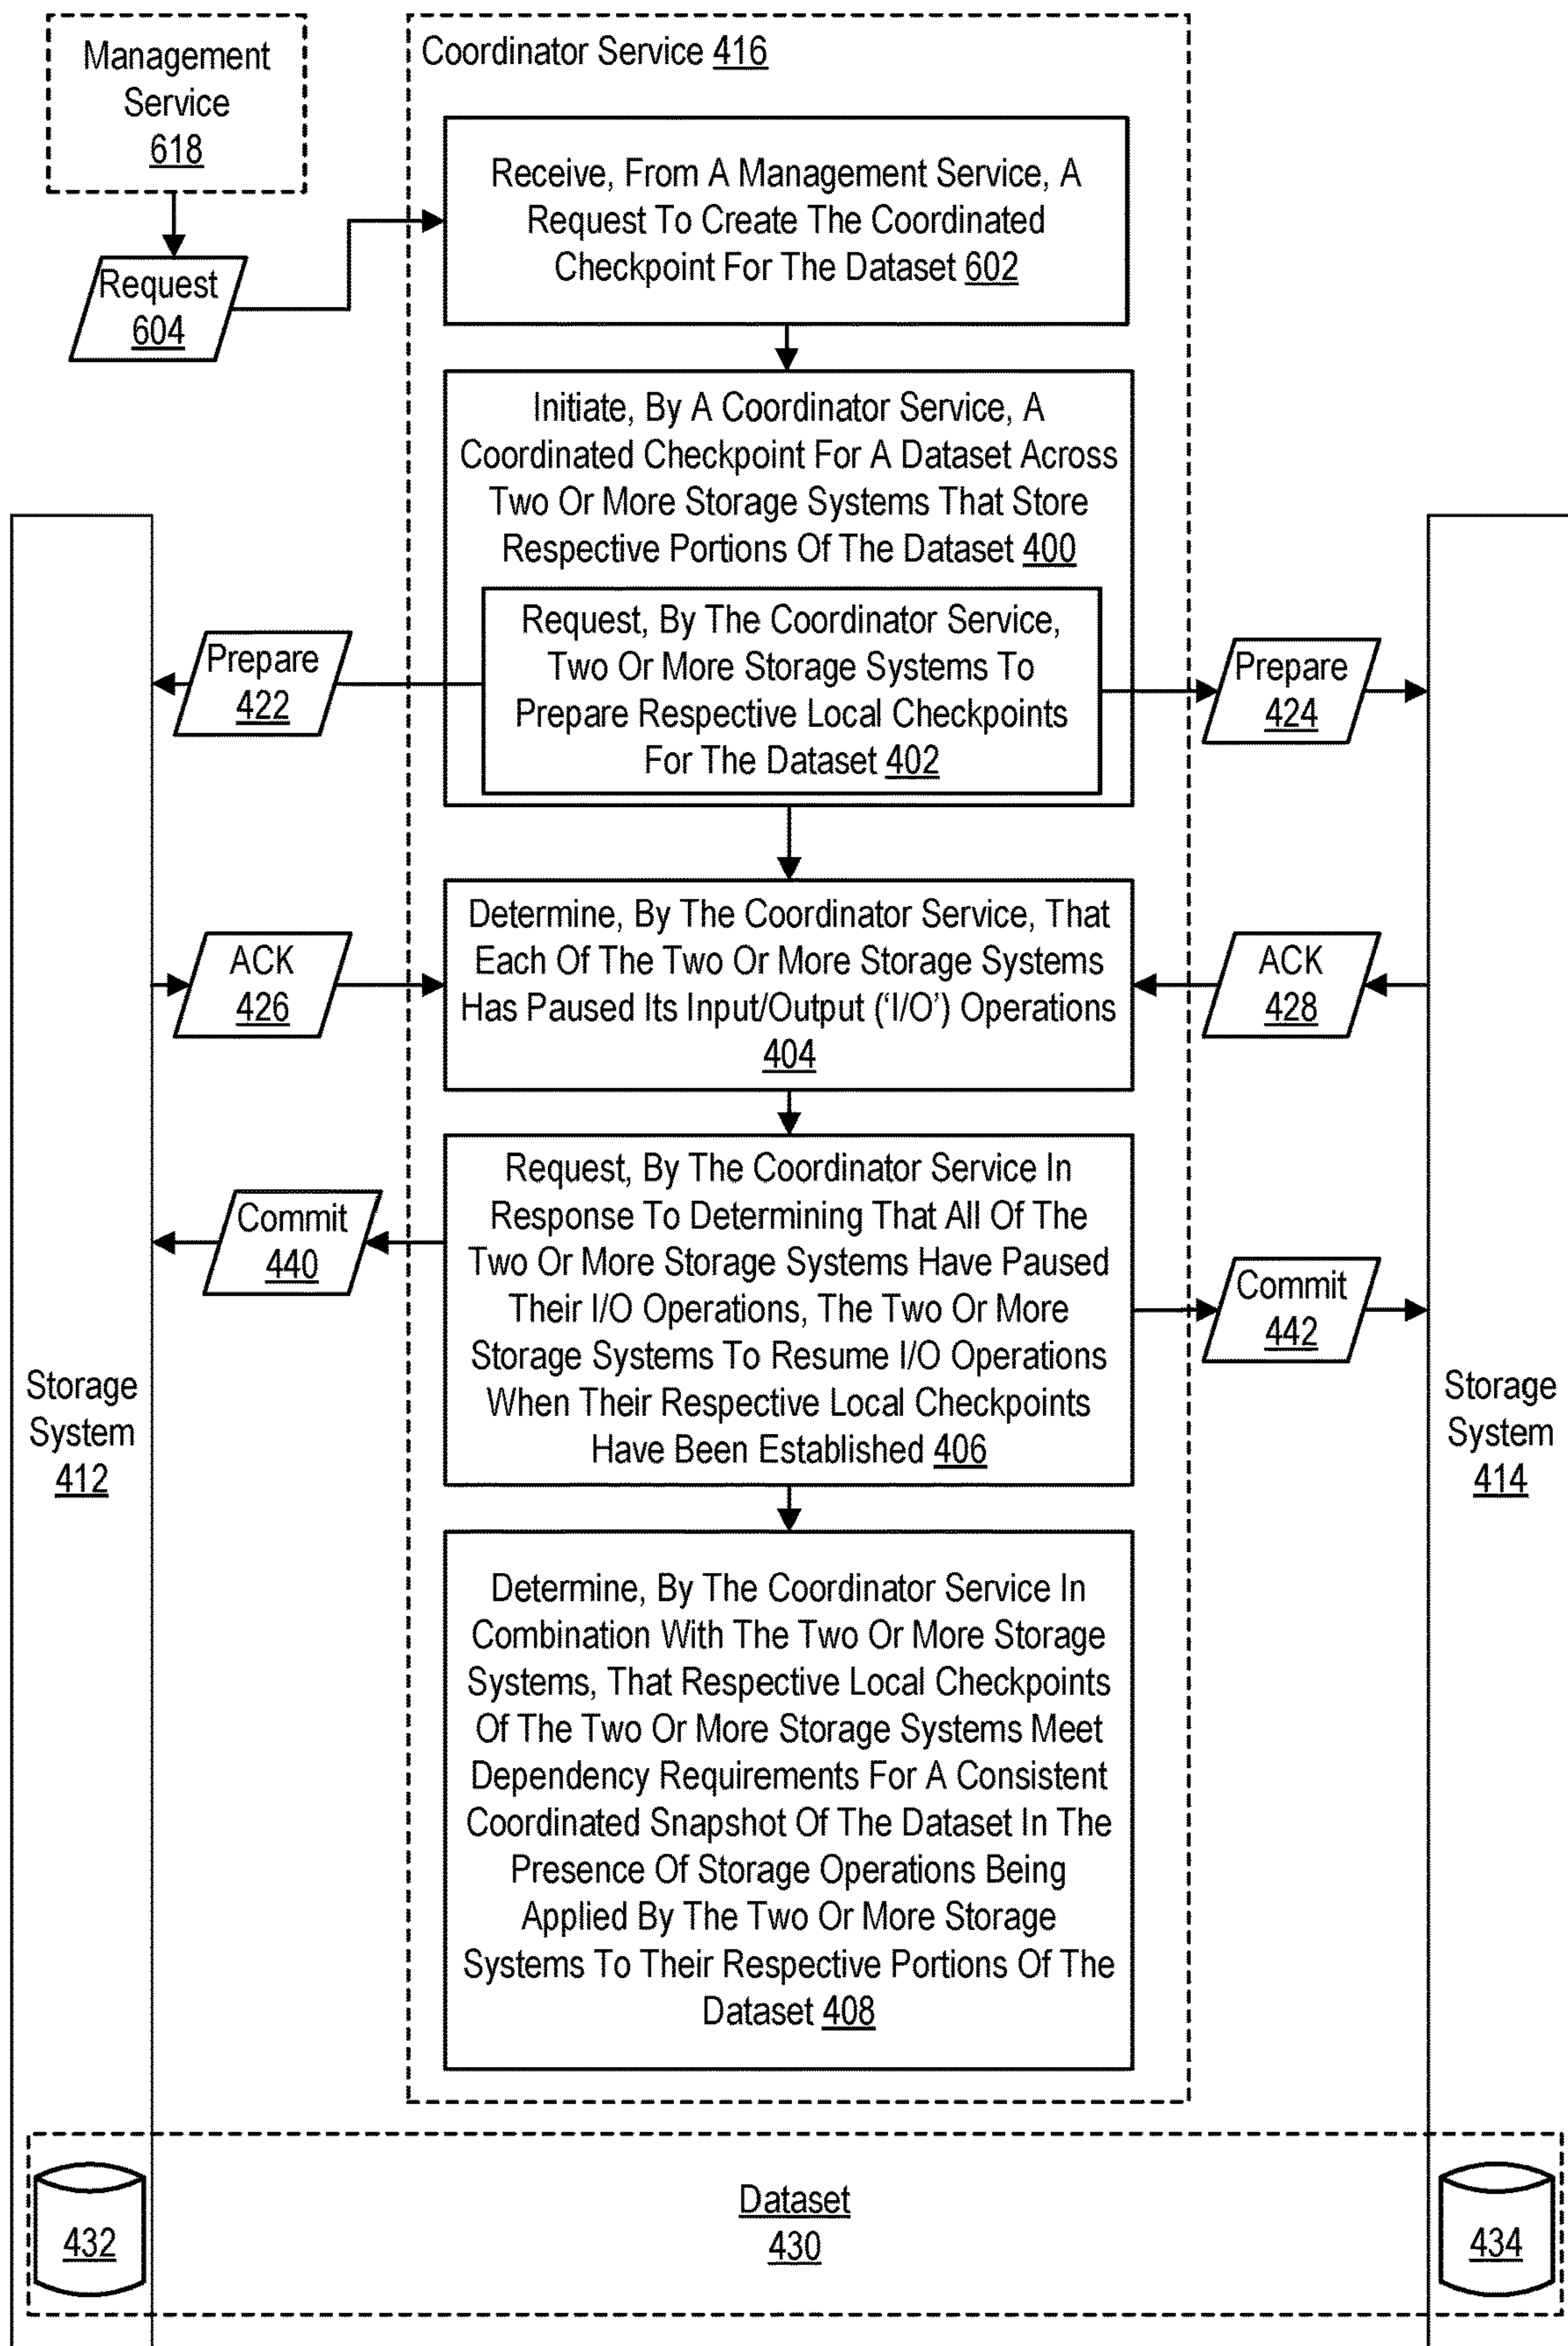 Management
Service
618
Coordinator Service 416
Receive, From A Management Service, A
Request To Create The Coordinated
Checkpoint For The Dataset 602
Request
604
Initiate, By A Coordinator Service, A
Coordinated Checkpoint For A Dataset Across
Two Or More Storage Systems That Store
Respective Portions Of The Dataset 400
Request, By The Coordinator Service,
Two Or More Storage Systems To
Prepare Respective Local Checkpoints
For The Dataset 402
Prepare
422
Prepare
424
Determine, By The Coordinator Service, That
Each Of The Two Or More Storage Systems
Has Paused Its Input/Output (‘I/O’) Operations
404
ACK
426
ACK
428
Request, By The Coordinator Service In
Response To Determining That All Of The
Two Or More Storage Systems Have Paused
Their I/O Operations, The Two Or More
Storage Systems To Resume I/O Operations
When Their Respective Local Checkpoints
Have Been Established 406
Commit
440
Commit
442
Storage
System
412
Storage
System
414
Determine, By The Coordinator Service In
Combination With The Two Or More Storage
Systems, That Respective Local Checkpoints
Of The Two Or More Storage Systems Meet
Dependency Requirements For A Consistent
Coordinated Snapshot Of The Dataset In The
Presence Of Storage Operations Being
Applied By The Two Or More Storage
Systems To Their Respective Portions Of The
Dataset 408
432
Dataset
430
434